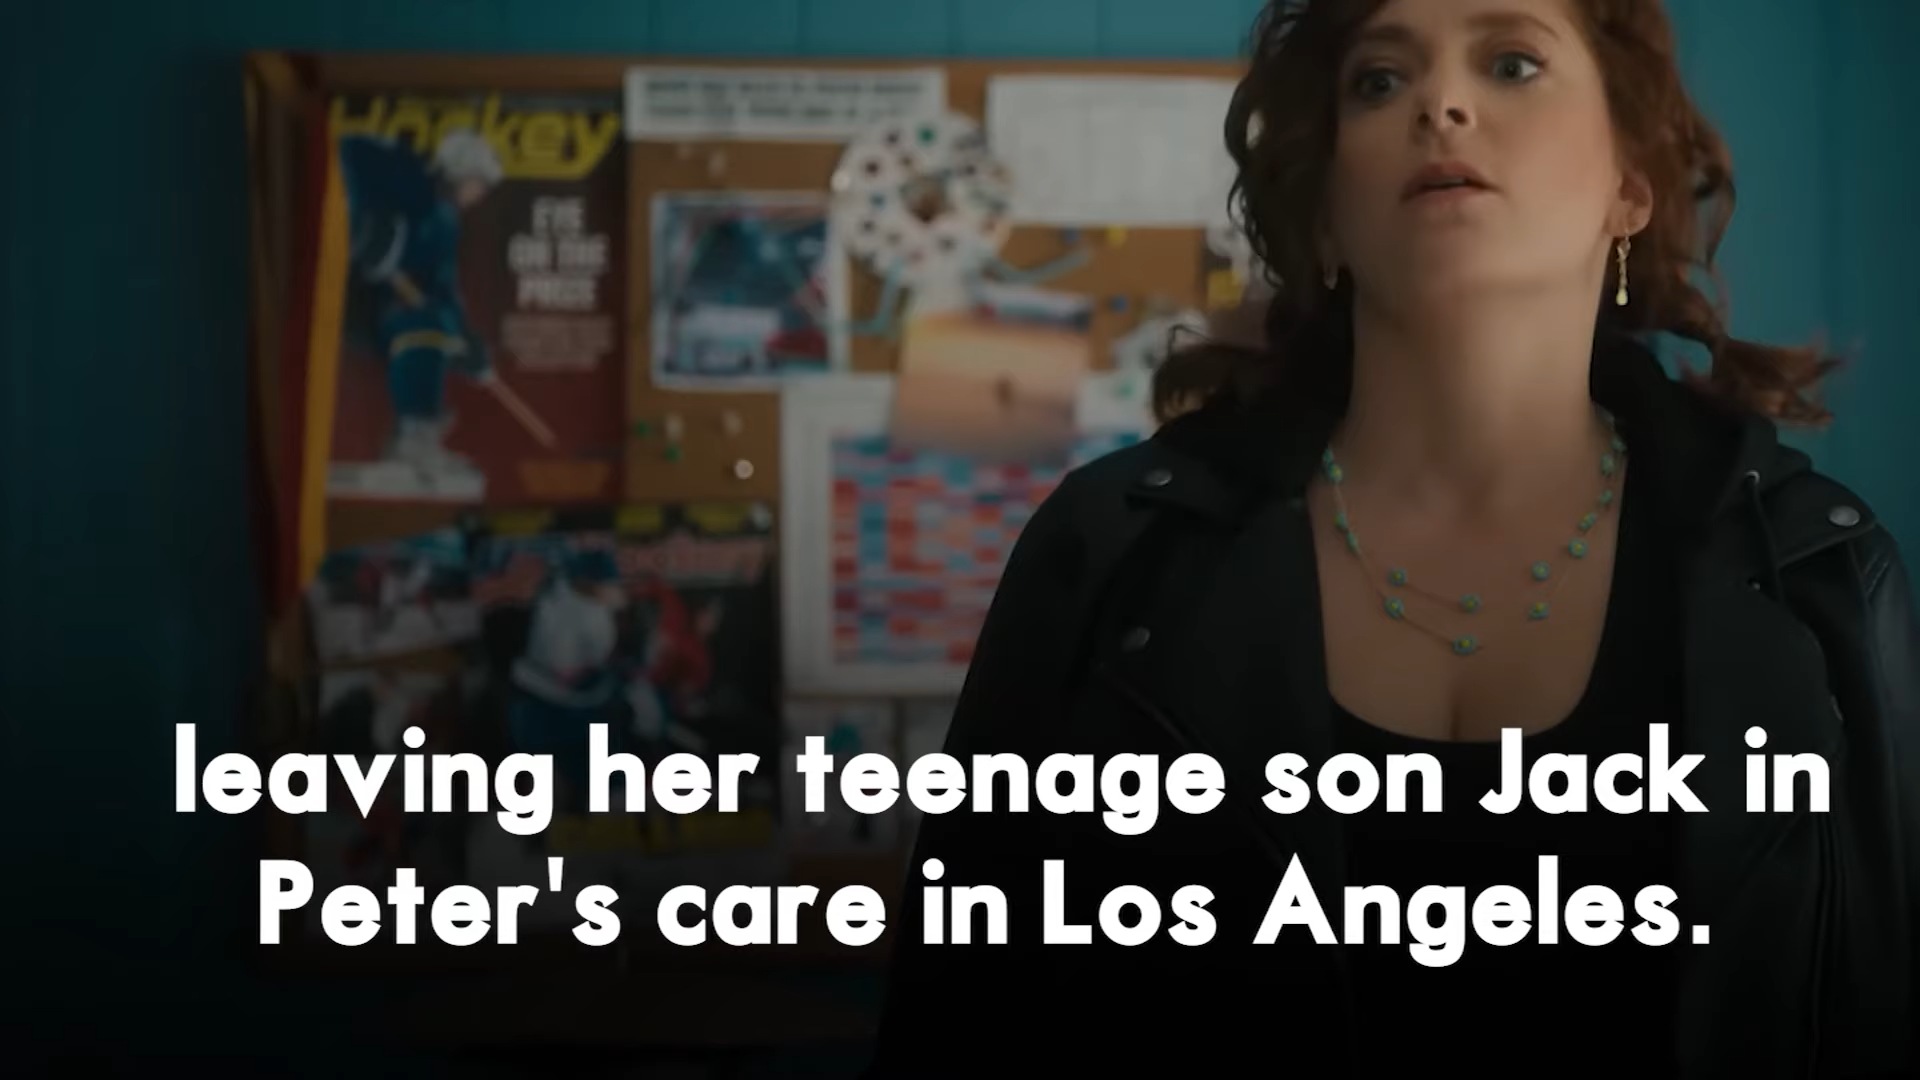 Hockey
EYE
ON THE
PRIZE
leaving her teenage son Jack in
Peter's care in Los Angeles.